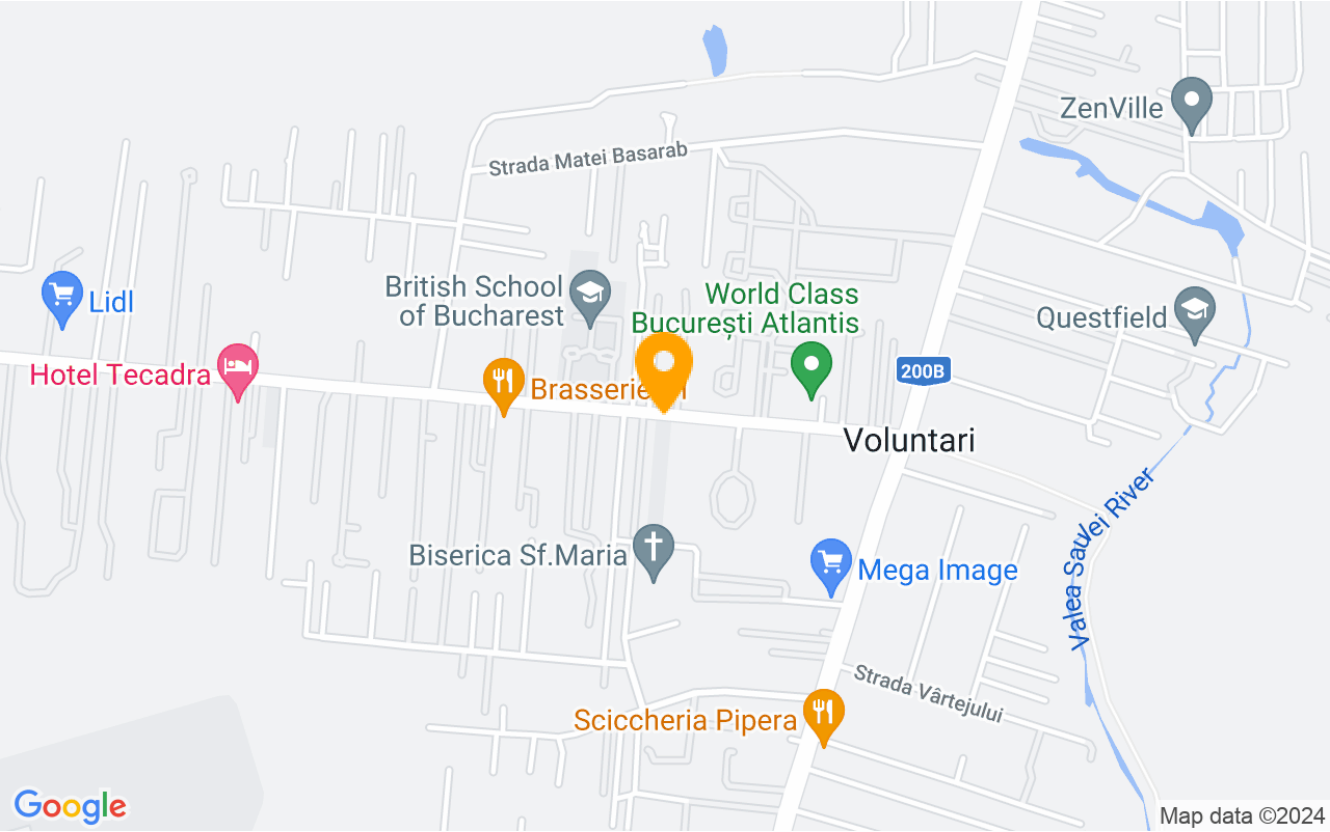 ZenVille
Strada Matei Basarab
British School
of Bucharest
World Class
București Atlantis
Lidl
Questfield
Hotel Tecadra
200B
Voluntari
Valea Saulei River
Biserica Sf.Maria
Mega Image
Strada Vârtejului
Sciccheria Pipera
Google
Map data ©2024